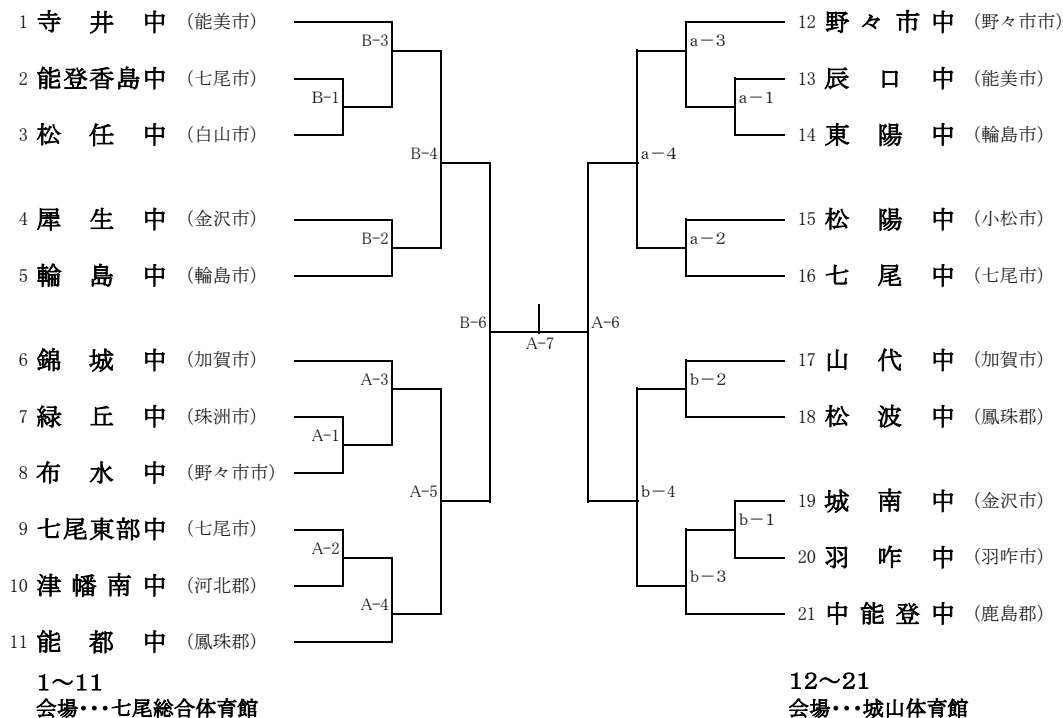 1 寺井中 (能美市)
B-3
2 能登香島中 (七尾市)
B-1
3 松任中 (白山市)
B-4
4 犀生中 (金沢市)
B-2
5 輪島中 (輪島市)
B-6
6 錦城中 (加賀市)
A-3
7 緑丘中 (珠洲市)
A-1
8 布水中 (野々市市)
A-5
9 七尾東部中 (七尾市)
A-2
10 津幡南中 (河北郡)
A-4
11 能都中 (鳳珠郡)
1～11
会場･･･七尾総合体育館
A-7
12 野々市中 (野々市市)
a－3
13 辰口中 (能美市)
a－1
14 東陽中 (輪島市)
a－4
15 松陽中 (小松市)
a－2
16 七尾中 (七尾市)
A-6
17 山代中 (加賀市)
b－2
18 松波中 (鳳珠郡)
b－4
19 城南中 (金沢市)
b－1
20 羽咋中 (羽咋市)
b－3
21 中能登中 (鹿島郡)
12～21
会場･･･城山体育館